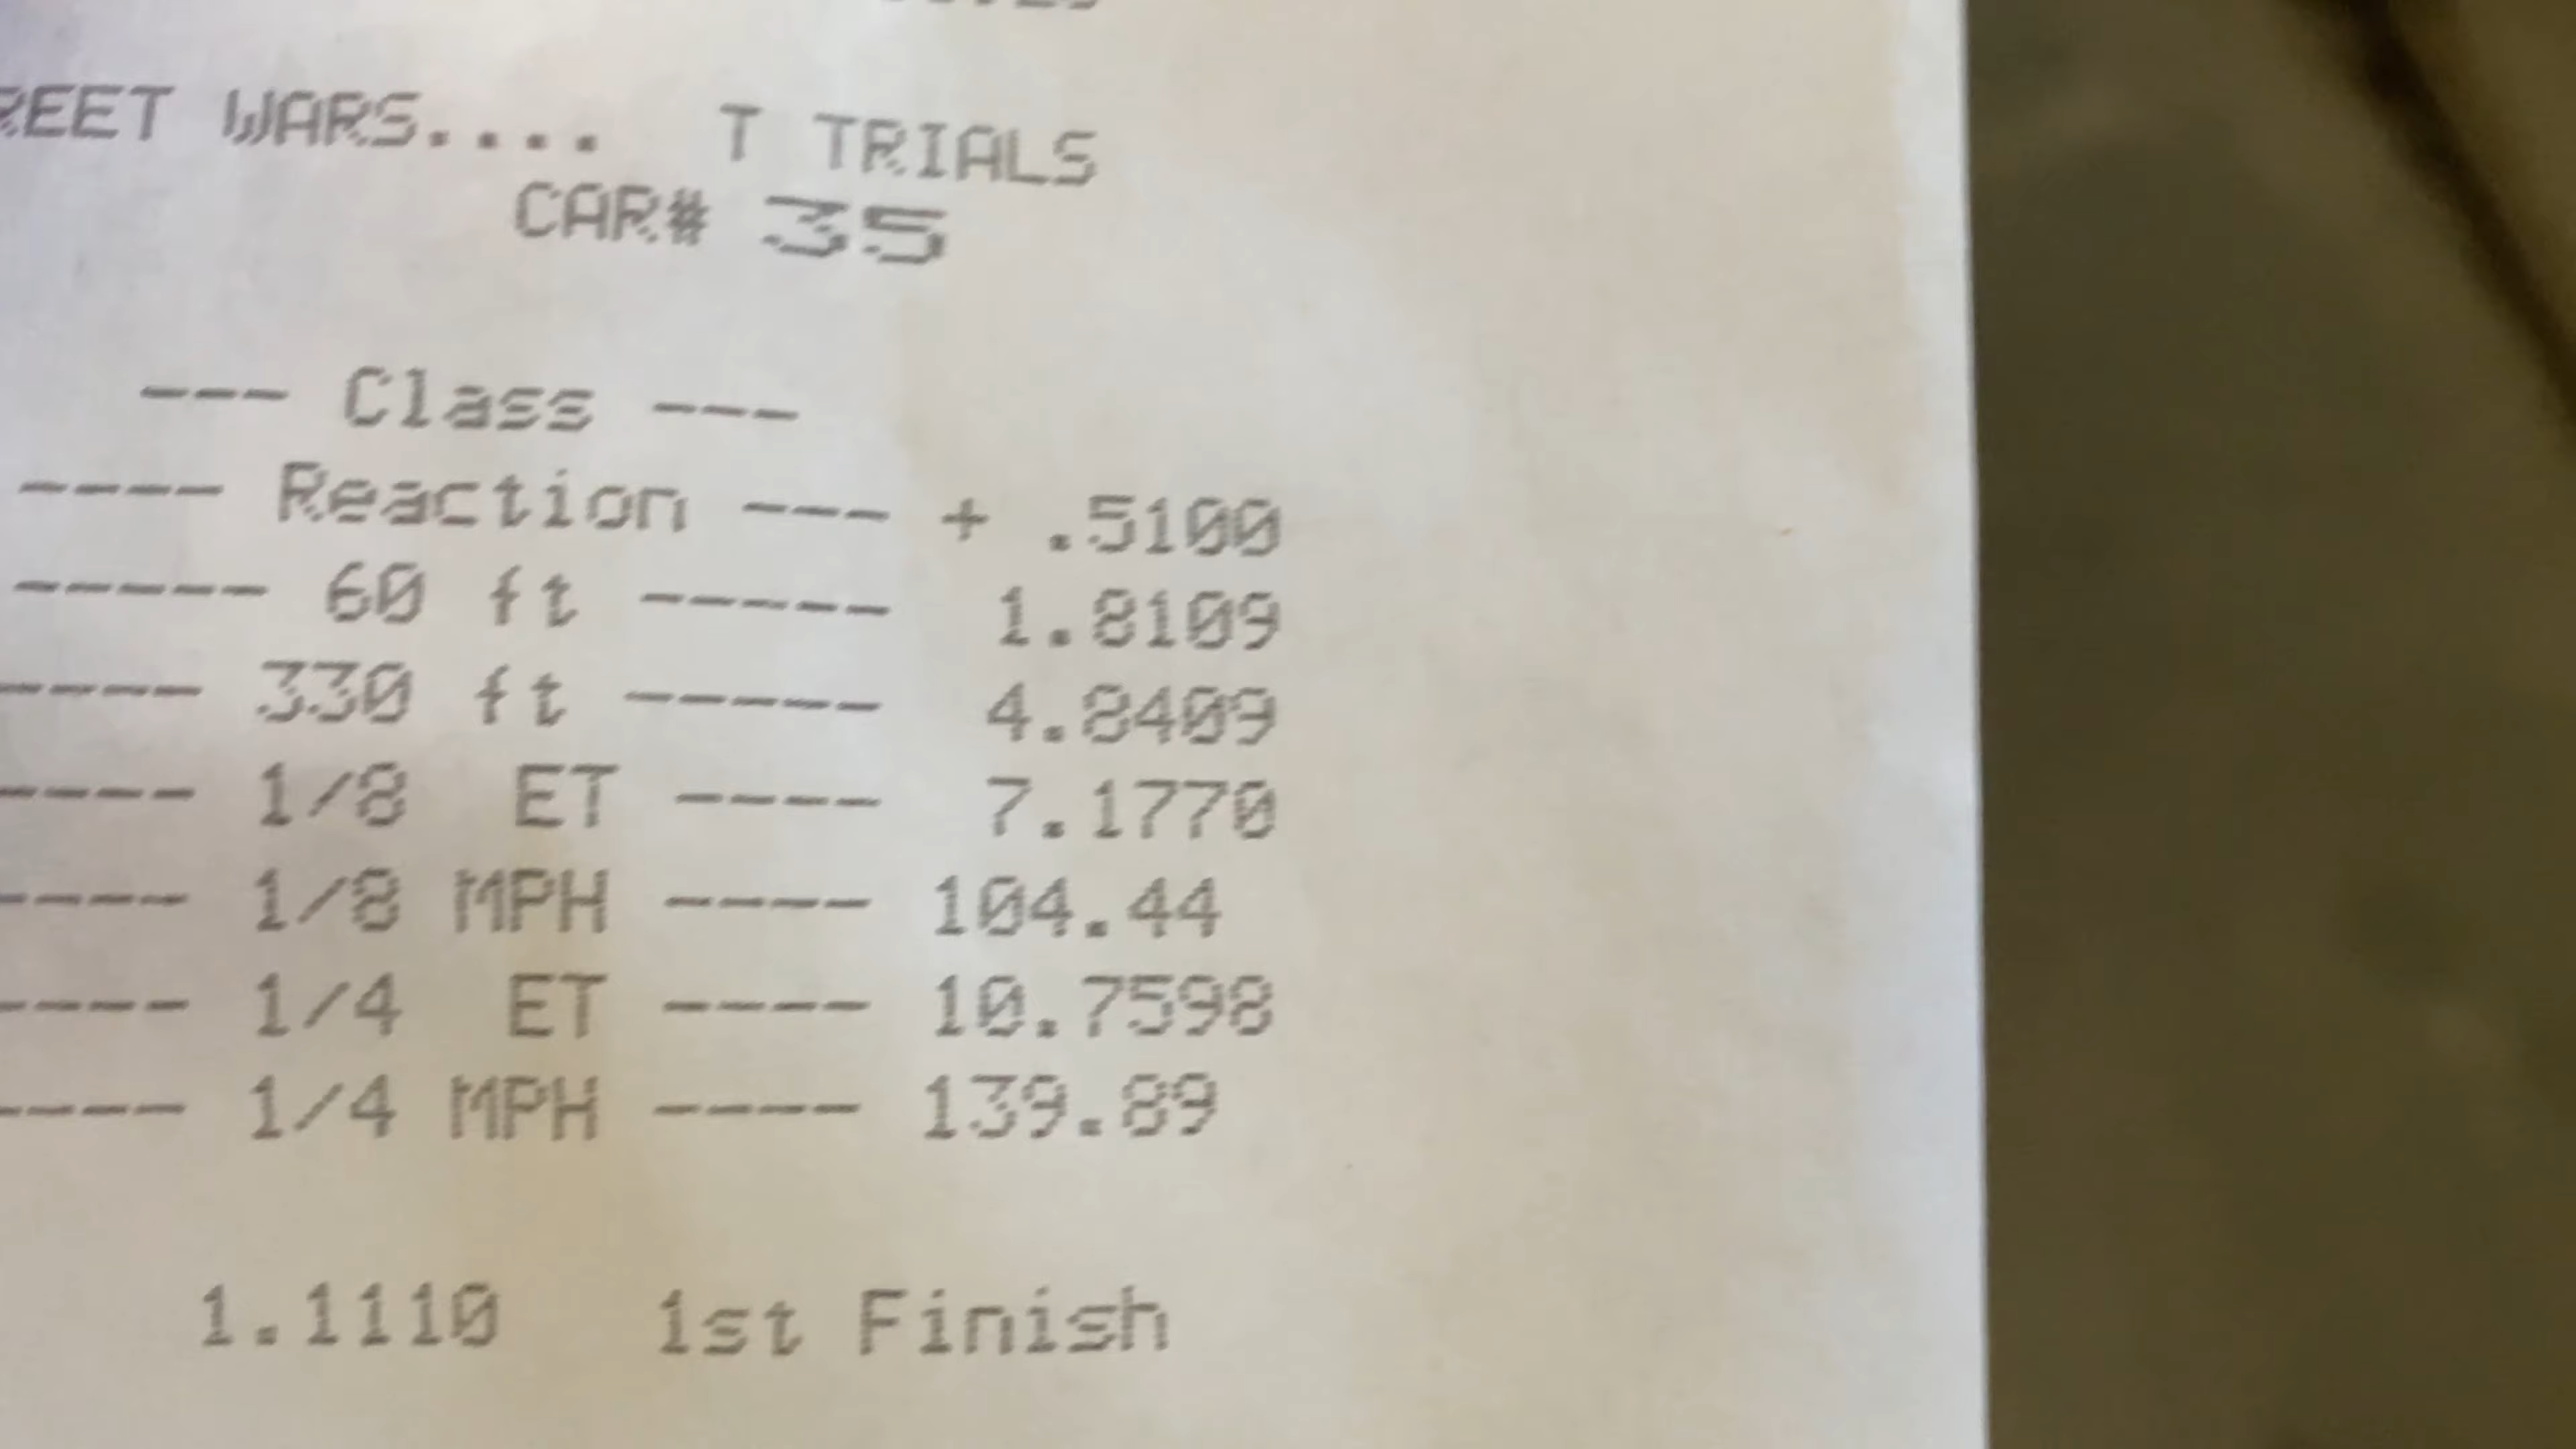 REET WARS.... T TRIALS
CAR# 35
--- Class ---
---- Reaction --- + .5100
----- 60 ft ----- 1.8109
---- 330 ft ----- 4.8409
---- 1/8 ET ---- 7.1770
---- 1/8 MPH ---- 104.44
---- 1/4 ET ---- 10.7598
---- 1/4 MPH ---- 139.89
1.1110 1st Finish